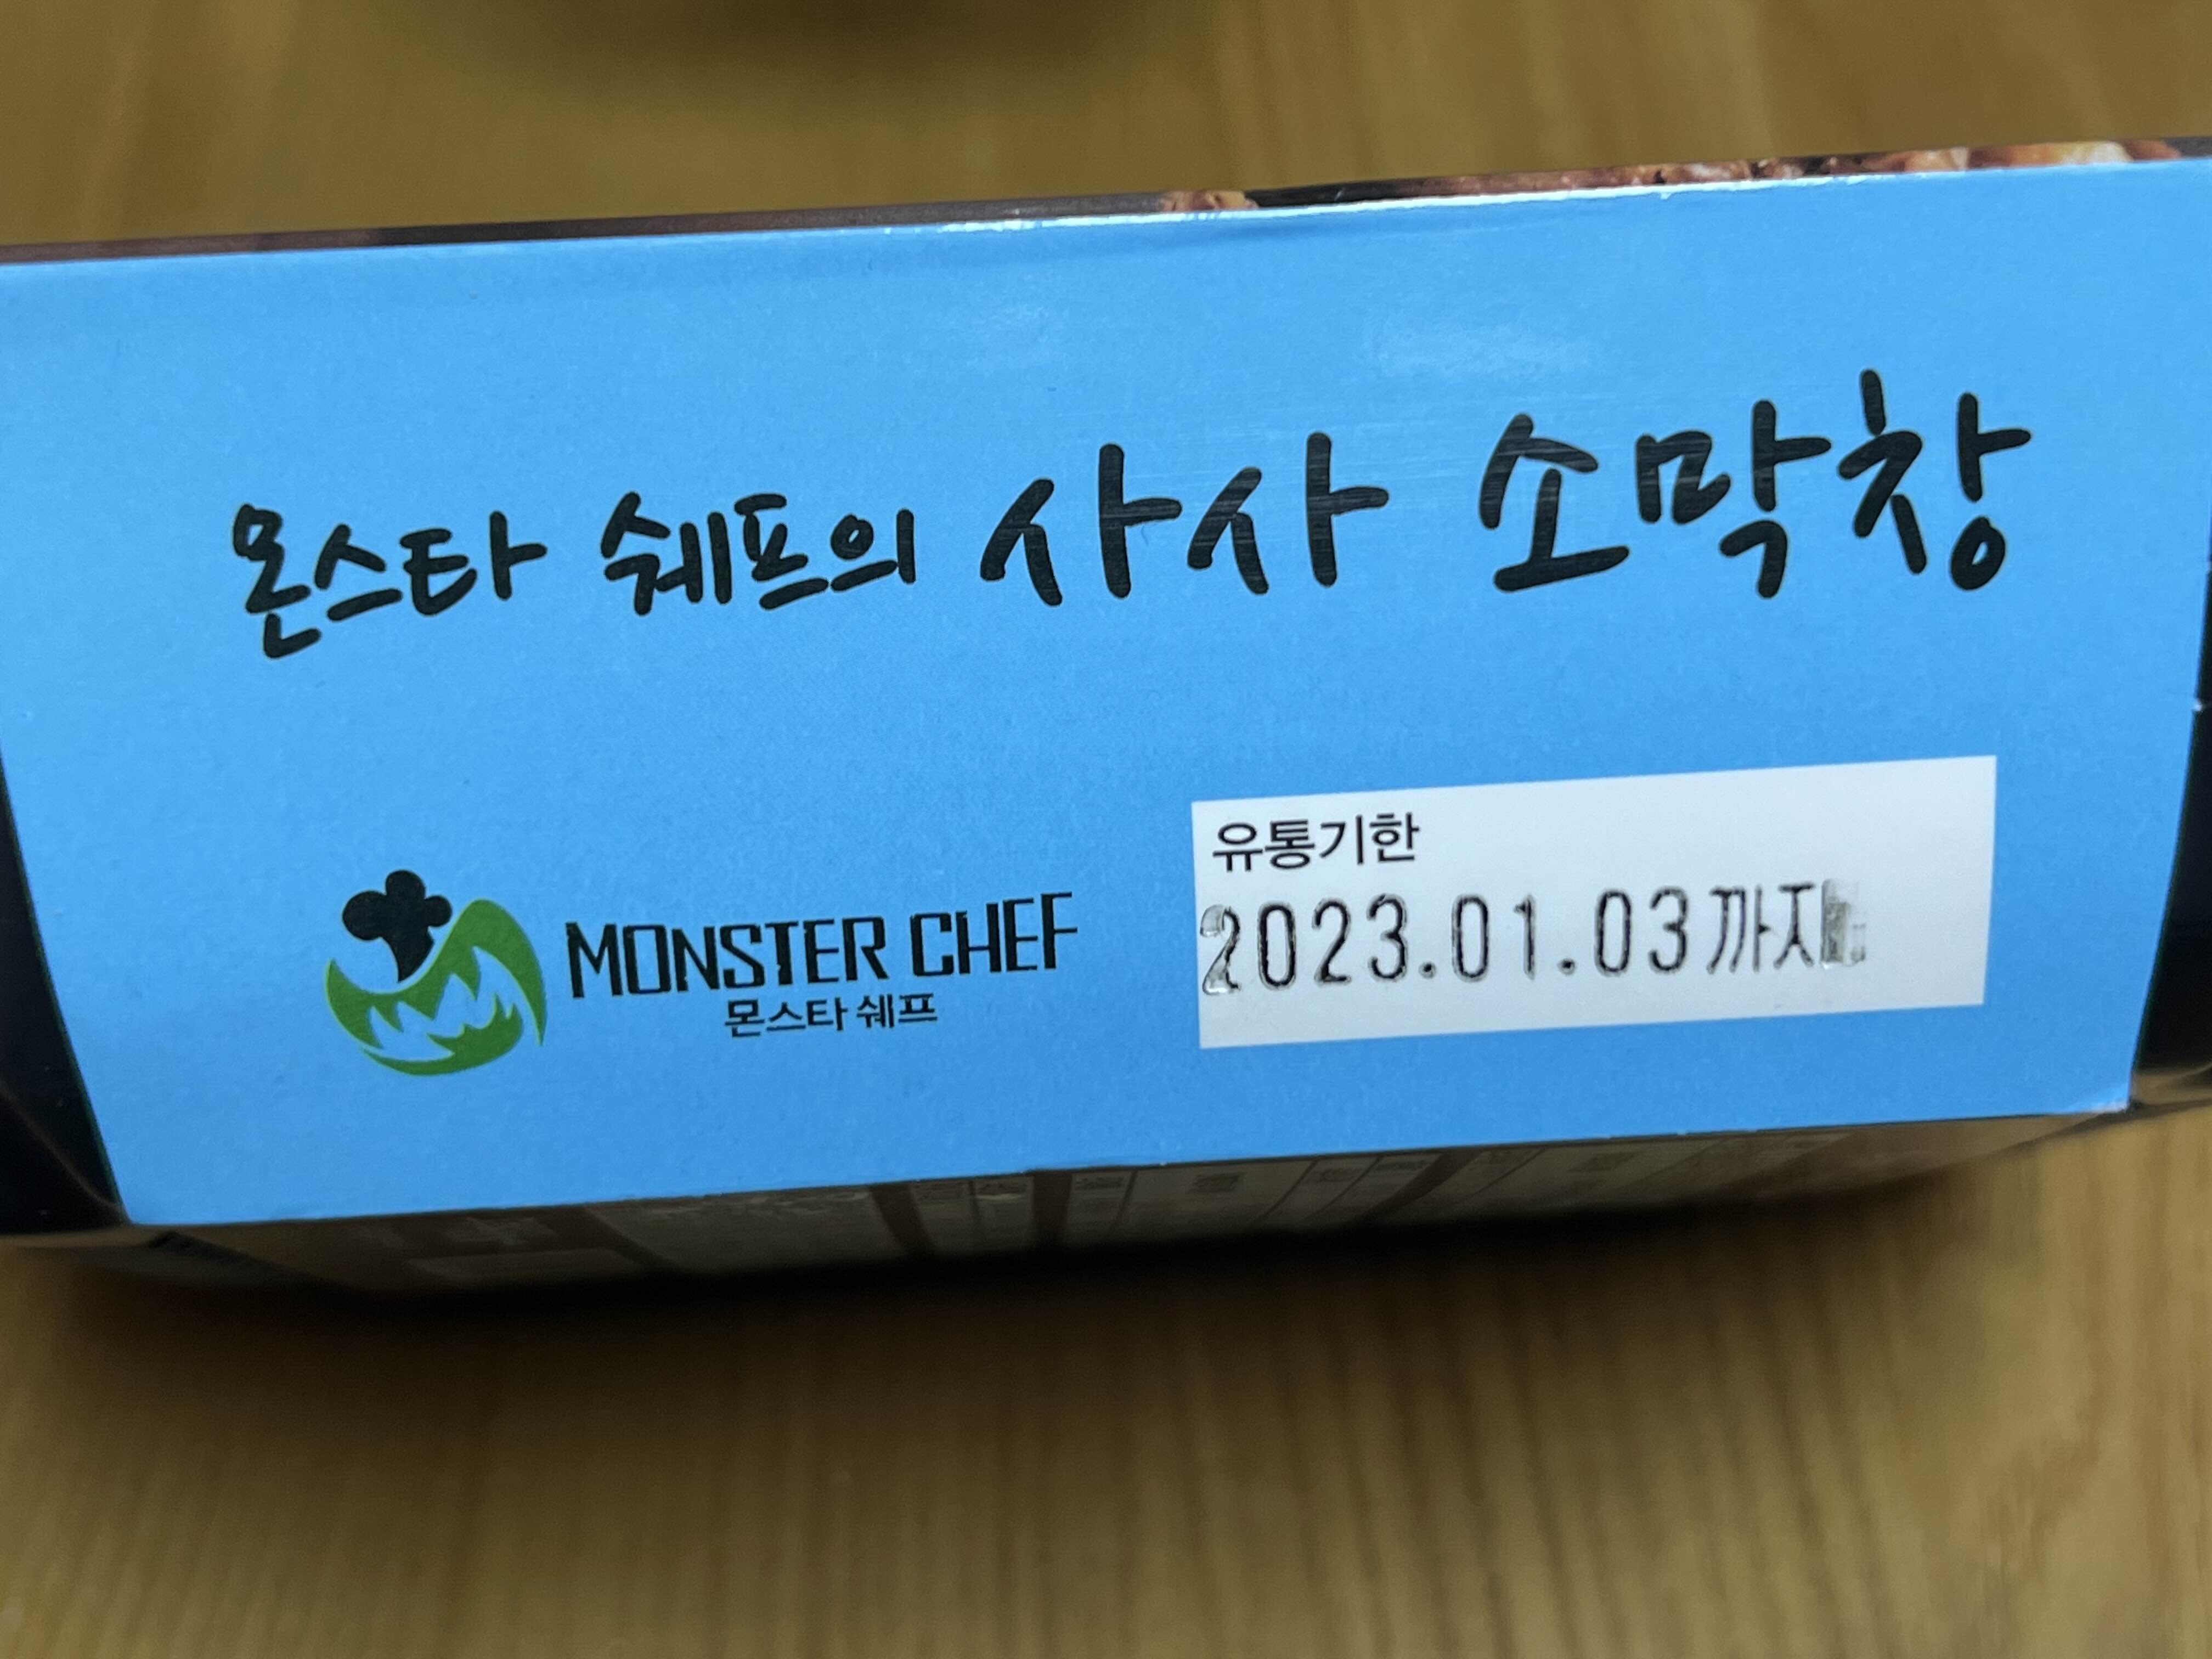 몬스타 쉐프의 사사 소막창
MONSTER CHEF
몬스타 쉐프
유통기한
2023.01.03까지